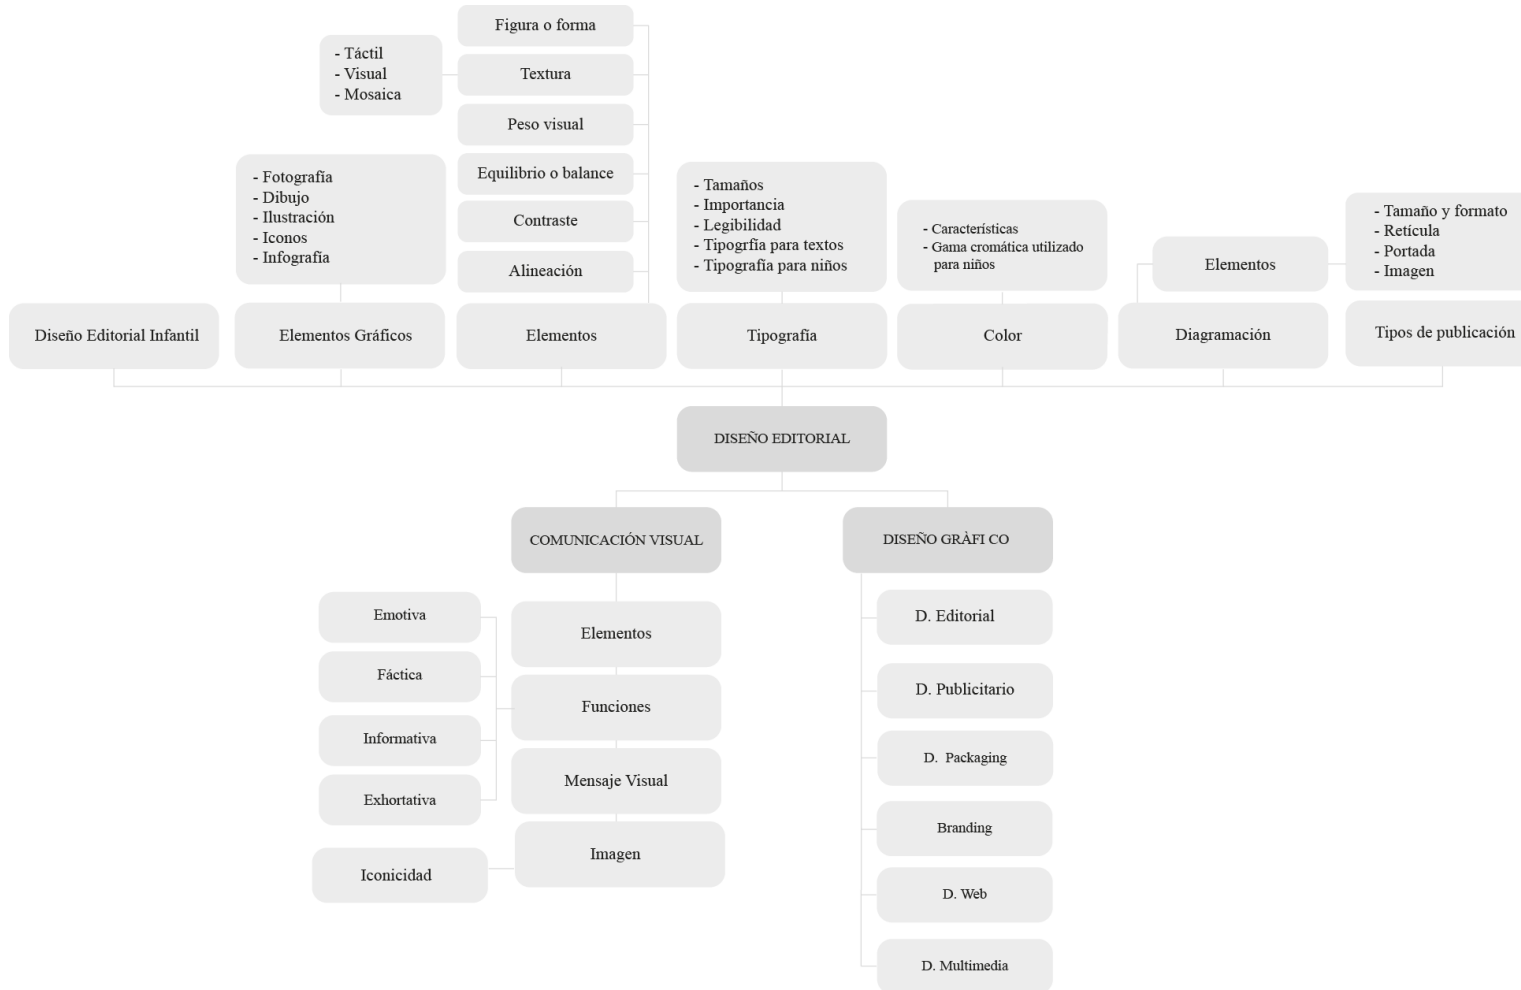 Figura o forma
- Táctil
- Visual
- Mosaica
Textura
Peso visual
Equilibrio o balance
Contraste
Alineación
- Fotografía
- Dibujo
- Ilustración
- Iconos
- Infografía
- Tamaños
- Importancia
- Legibilidad
- Tipogrfía para textos
- Tipografía para niños
- Características
- Gama cromática utilizado
para niños
Elementos
- Tamaño y formato
- Retícula
- Portada
- Imagen
Diseño Editorial Infantil
Elementos Gráficos
Elementos
Tipografía
Color
Diagramación
Tipos de publicación
DISEÑO EDITORIAL
COMUNICACIÓN VISUAL
DISEÑO GRÀFI CO
Emotiva
Fáctica
Informativa
Exhortativa
Iconicidad
Elementos
Funciones
Mensaje Visual
Imagen
D. Editorial
D. Publicitario
D. Packaging
Branding
D. Web
D. Multimedia